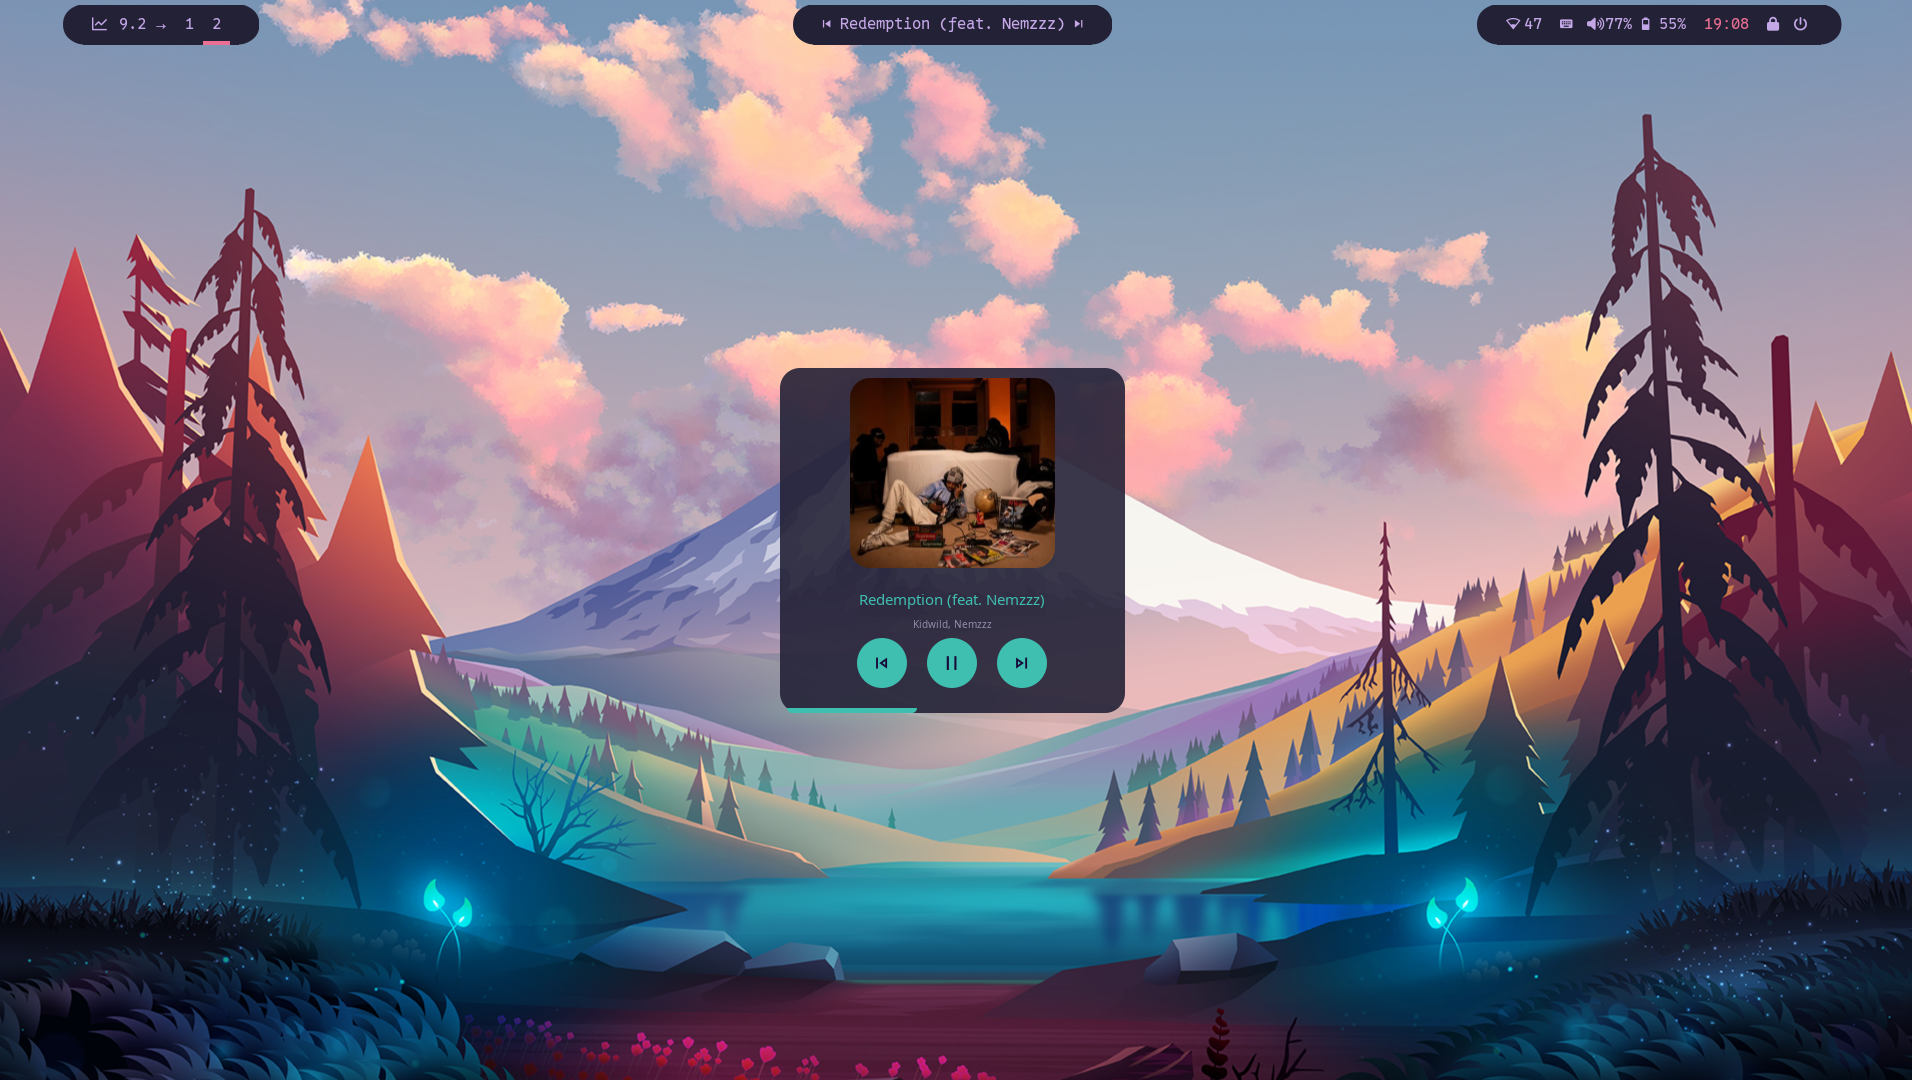 9.2 → 1 2
Redemption (feat. Nemzzz)
47 77% 55% 19:08
Redemption (feat. Nemzzz)
Kidwild, Nemzzz